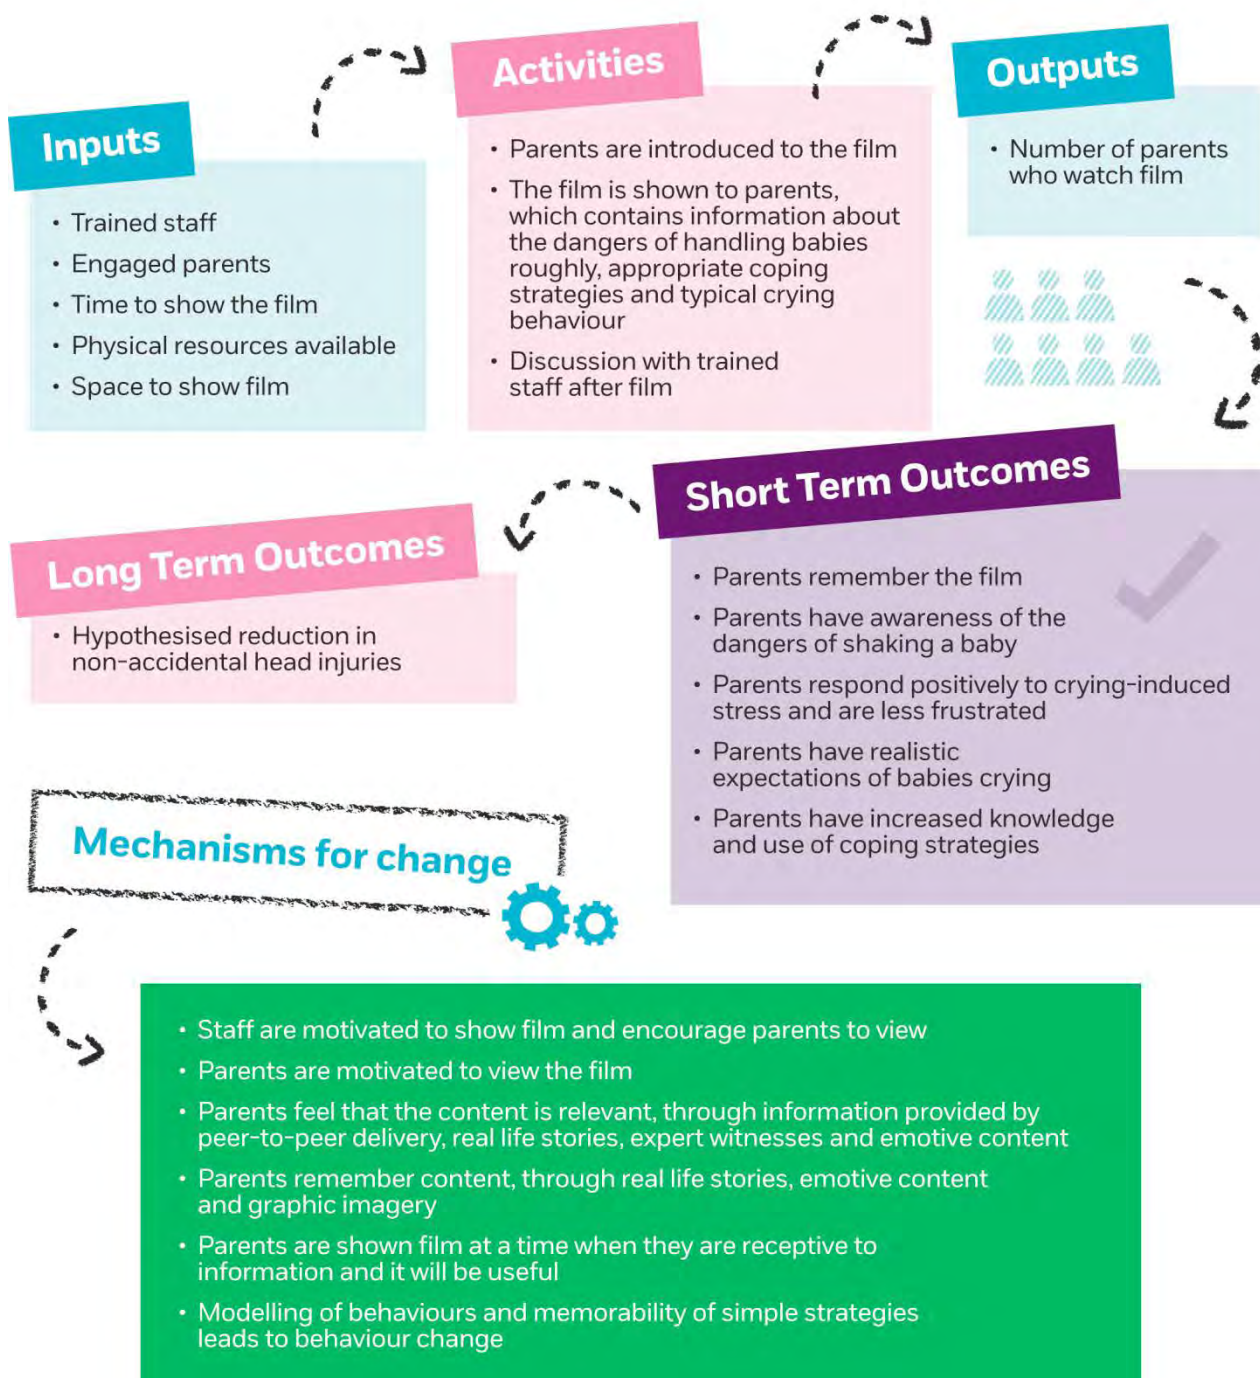 Inputs
• Trained staff
• Engaged parents
• Time to show the film
• Physical resources available
• Space to show film
Activities
• Parents are introduced to the film
• The film is shown to parents,
which contains information about
the dangers of handling babies
roughly, appropriate coping
strategies and typical crying
behaviour
• Discussion with trained
staff after film
Outputs
• Number of parents
who watch film
Short Term Outcomes
• Parents remember the film
• Parents have awareness of the
dangers of shaking a baby
• Parents respond positively to crying-induced
stress and are less frustrated
• Parents have realistic
expectations of babies crying
• Parents have increased knowledge
and use of coping strategies
Long Term Outcomes
• Hypothesised reduction in
non-accidental head injuries
Mechanisms for change
• Staff are motivated to show film and encourage parents to view
• Parents are motivated to view the film
• Parents feel that the content is relevant, through information provided by
peer-to-peer delivery, real life stories, expert witnesses and emotive content
• Parents remember content, through real life stories, emotive content
and graphic imagery
• Parents are shown film at a time when they are receptive to
information and it will be useful
• Modelling of behaviours and memorability of simple strategies
leads to behaviour change